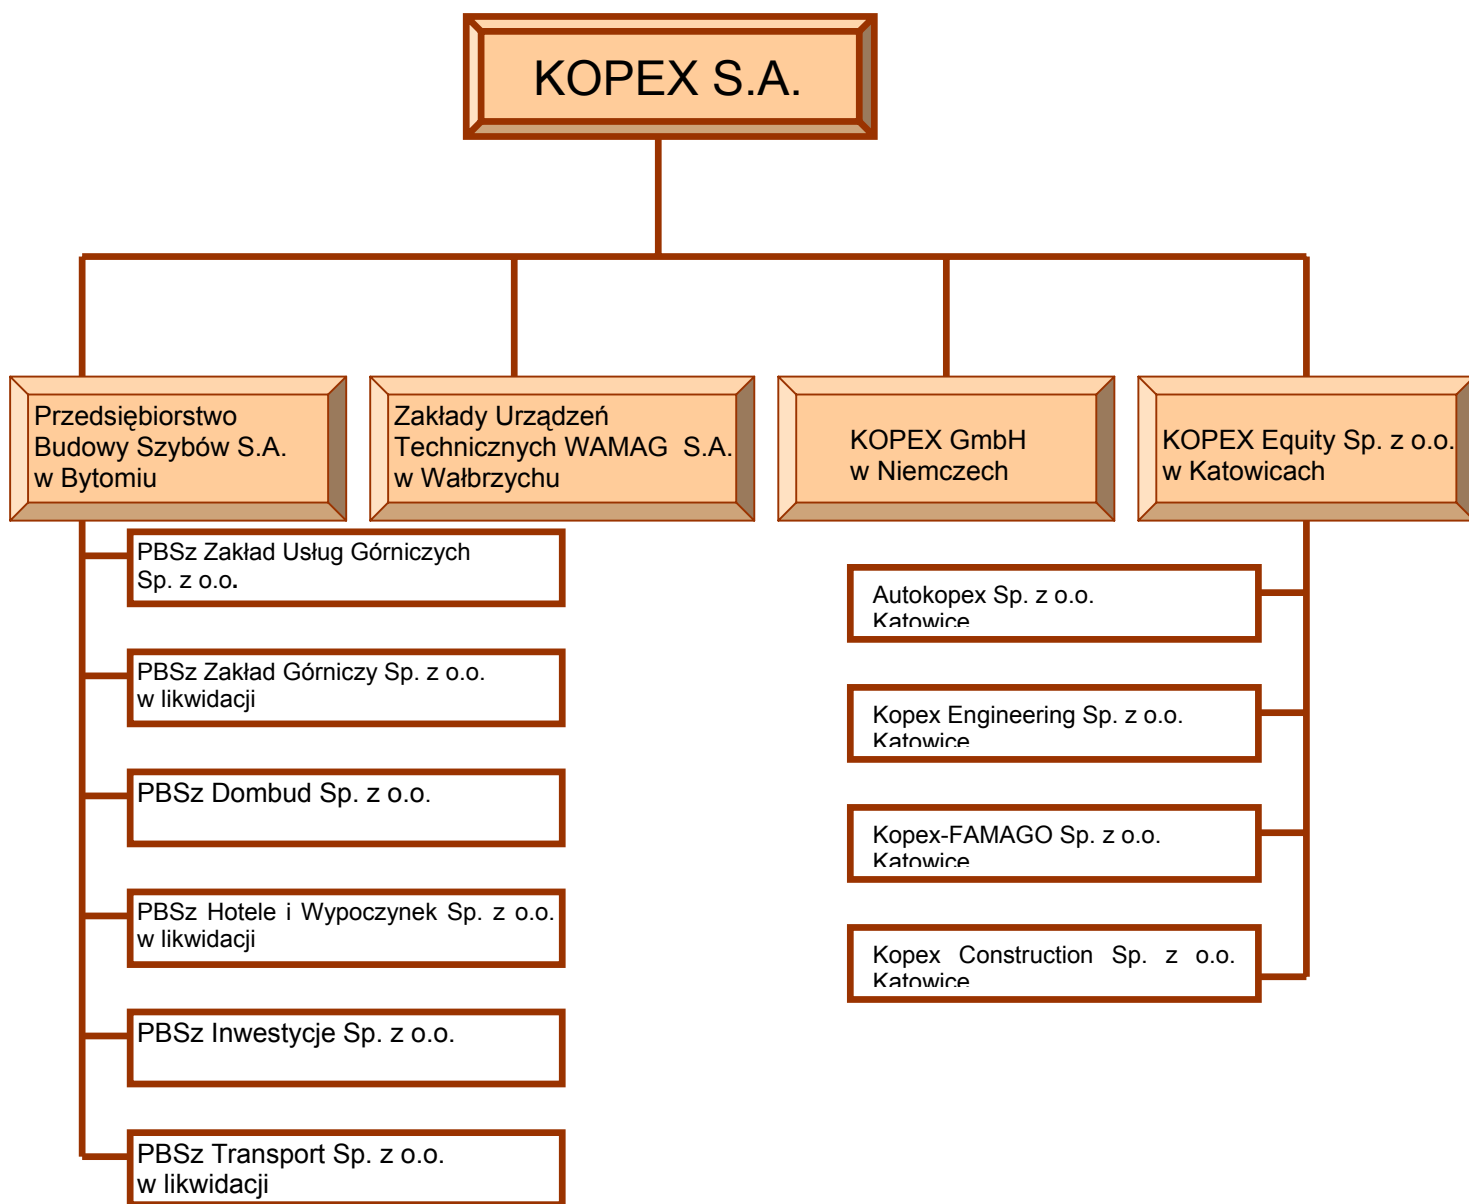 KOPEX S.A.
Przedsiębiorstwo
Budowy Szybów S.A.
w Bytomiu
Zakłady Urządzeń
Technicznych WAMAG S.A.
w Wałbrzychu
KOPEX GmbH
w Niemczech
KOPEX Equity Sp. z o.o.
w Katowicach
PBSz Zakład Usług Górniczych
Sp. z o.o.
PBSz Zakład Górniczy Sp. z o.o.
w likwidacji
PBSz Dombud Sp. z o.o.
PBSz Hotele i Wypoczynek Sp. z o.o.
w likwidacji
PBSz Inwestycje Sp. z o.o.
PBSz Transport Sp. z o.o.
w likwidacji
Autokopex Sp. z o.o.
Katowice
Kopex Engineering Sp. z o.o.
Katowice
Kopex-FAMAGO Sp. z o.o.
Katowice
Kopex Construction Sp. z o.o.
Katowice